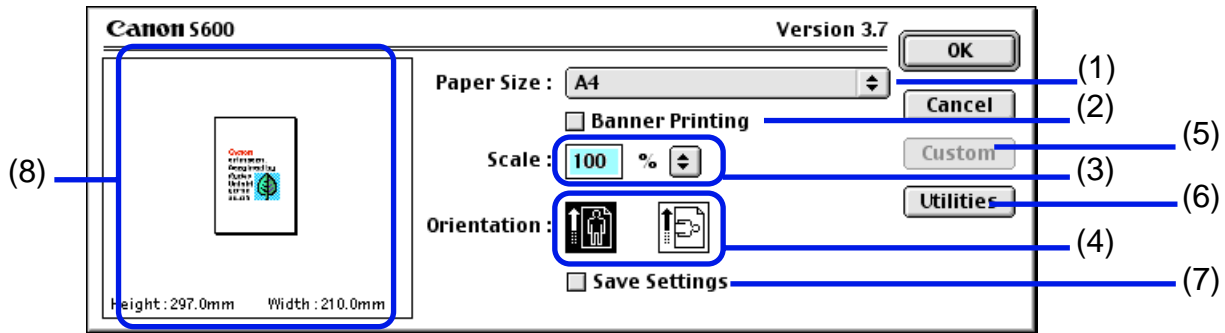 Canon S600
Version 3.7
OK
Paper Size :
A4
(1)
Cancel
Banner Printing
(2)
Custom
(5)
Scale :
100
%
(3)
(8)
Utilities
(6)
Orientation :
(4)
Save Settings
(7)
Height :297.0mm Width :210.0mm
Canon